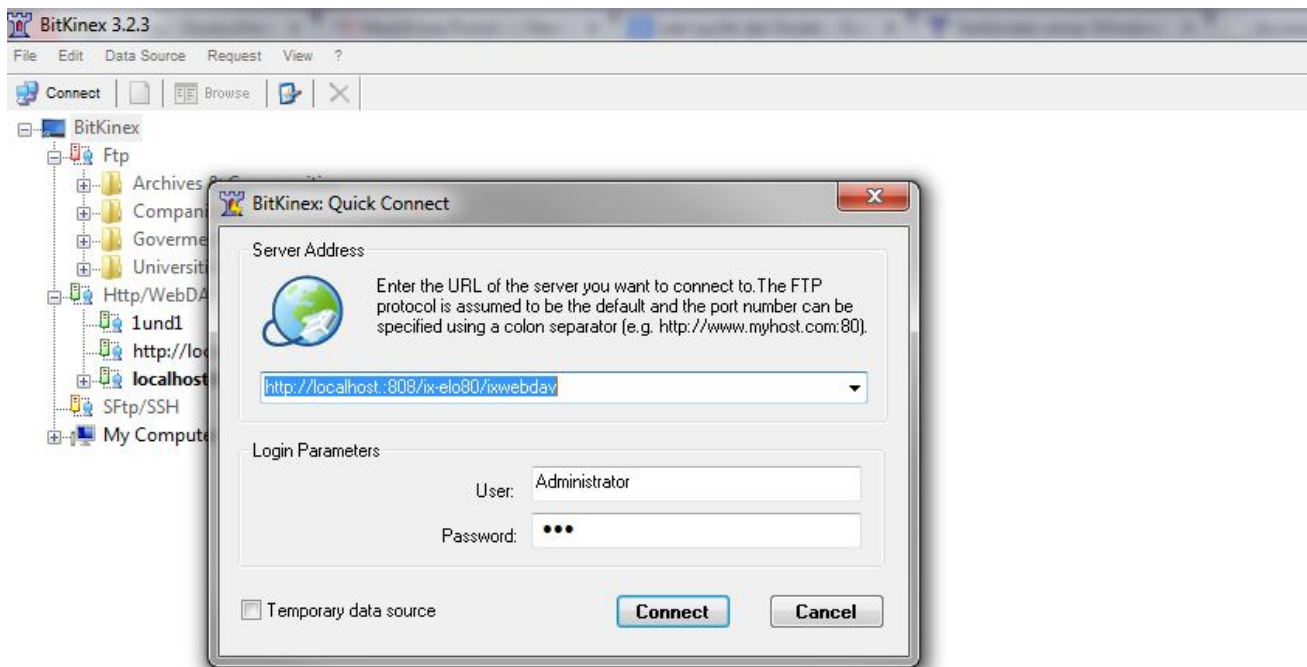 BitKinex 3.2.3
File Edit Data Source Request View ?
Connect Browse
BitKinex
Ftp
Archives &
Compani
Goverme
Universiti
Http/WebDA
1und1
http://loc
localhost
SFtp/SSH
My Compute
BitKinex: Quick Connect
Server Address
Enter the URL of the server you want to connect to.The FTP
protocol is assumed to be the default and the port number can be
specified using a colon separator (e.g. http://www.myhost.com:80).
http://localhost.:808/ix-elo80/ixwebdav
Login Parameters
User: Administrator
Password: •••
Temporary data source
Connect Cancel